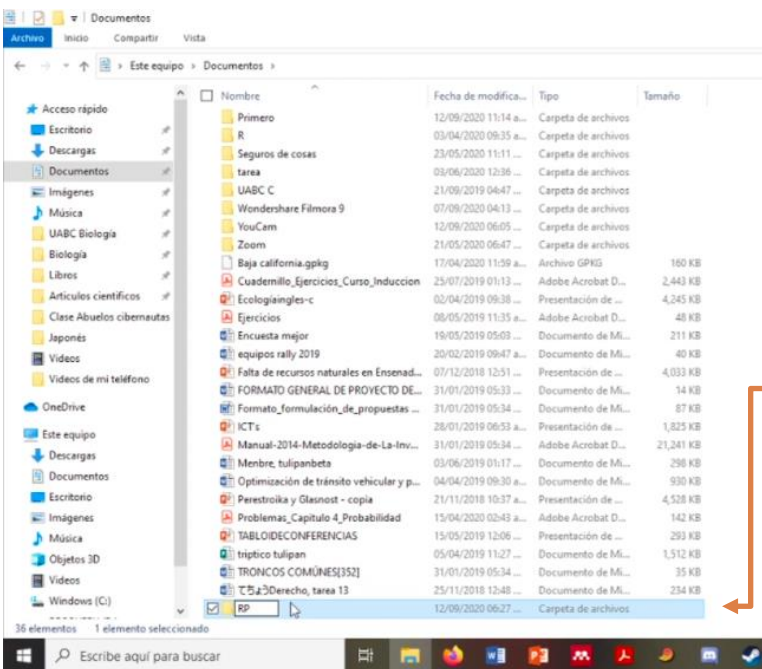 Documentos
Archivo Inicio Compartir Vista
Este equipo > Documentos >
Nombre Fecha de modifica... Tipo Tamaño
Acceso rápido
Escritorio
Descargas
Documentos
Imágenes
Música
UABC Biología
Biología
Libros
Articulos cientificos
Clase Abuelos cibernautas
Japonés
Videos
Videos de mi teléfono
OneDrive
Este equipo
Descargas
Documentos
Escritorio
Imágenes
Música
Objetos 3D
Videos
Windows (C:)
Primero 12/09/2020 11:14 a... Carpeta de archivos
R 03/04/2020 09:35 a... Carpeta de archivos
Seguros de cosas 23/05/2020 11:11 ... Carpeta de archivos
tarea 03/06/2020 12:36 ... Carpeta de archivos
UABC C 21/09/2019 04:47 ... Carpeta de archivos
Wondershare Filmora 9 07/09/2020 04:13 ... Carpeta de archivos
YouCam 12/09/2020 06:05 ... Carpeta de archivos
Zoom 21/05/2020 06:47 ... Carpeta de archivos
Baja california.gpkg 17/04/2020 11:59 a... Archivo GPKG 160 KB
Cuadernillo_Ejercicios_Curso_Induccion 25/07/2019 01:13 ... Adobe Acrobat D... 2,443 KB
Ecologiaingles-c 02/04/2019 09:38 ... Presentación de ... 4,245 KB
Ejercicios 08/05/2019 11:35 a... Adobe Acrobat D... 48 KB
Encuesta mejor 19/05/2019 05:03 ... Documento de Mi... 211 KB
equipos rally 2019 20/02/2019 09:47 a... Documento de Mi... 40 KB
Falta de recursos naturales en Ensenad... 07/12/2018 12:51 ... Presentación de ... 4,033 KB
FORMATO GENERAL DE PROYECTO DE... 31/01/2019 05:33 ... Documento de Mi... 14 KB
Formato_formulación_de_propuestas ... 31/01/2019 05:34 ... Documento de Mi... 87 KB
ICT's 28/01/2019 06:53 a... Presentación de ... 1,825 KB
Manual-2014-Metodologia-de-La-Inv... 31/01/2019 05:34 ... Adobe Acrobat D... 21,241 KB
Menbre, tulipanbeta 03/06/2019 01:17 ... Documento de Mi... 298 KB
Optimización de tránsito vehicular y p... 04/04/2019 09:30 a... Documento de Mi... 930 KB
Perestroika y Glasnost - copia 21/11/2018 10:37 a... Presentación de ... 4,528 KB
Problemas_Capitulo 4_Probabilidad 15/04/2020 02:43 a... Adobe Acrobat D... 142 KB
TABLOIDECONFERENCIAS 15/05/2019 12:06 ... Presentación de ... 293 KB
triptico tulipan 05/04/2019 11:27 ... Documento de Mi... 1,512 KB
TRONCOS COMÚNES[352] 31/01/2019 05:34 ... Documento de Mi... 35 KB
てちょうDerecho, tarea 13 25/11/2018 12:48 ... Documento de Mi... 234 KB
RP 12/09/2020 06:27 ... Carpeta de archivos
36 elementos 1 elemento seleccionado
Escribe aquí para buscar